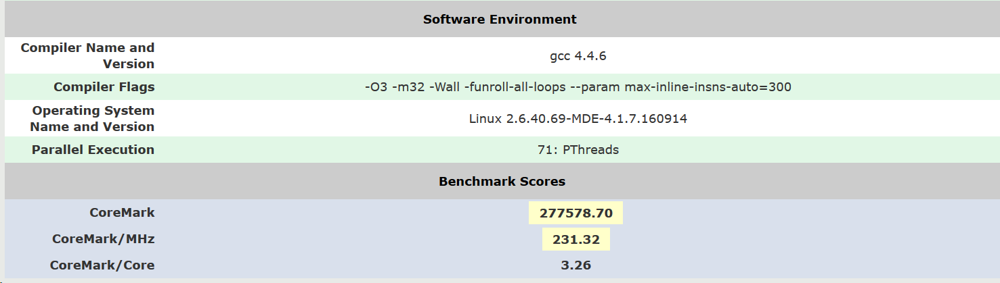 Software Environment
Compiler Name and
Version
gcc 4.4.6
Compiler Flags
-O3 -m32 -Wall -funroll-all-loops --param max-inline-insns-auto=300
Operating System
Name and Version
Linux 2.6.40.69-MDE-4.1.7.160914
Parallel Execution
71: PThreads
Benchmark Scores
CoreMark
277578.70
CoreMark/MHz
231.32
CoreMark/Core
3.26